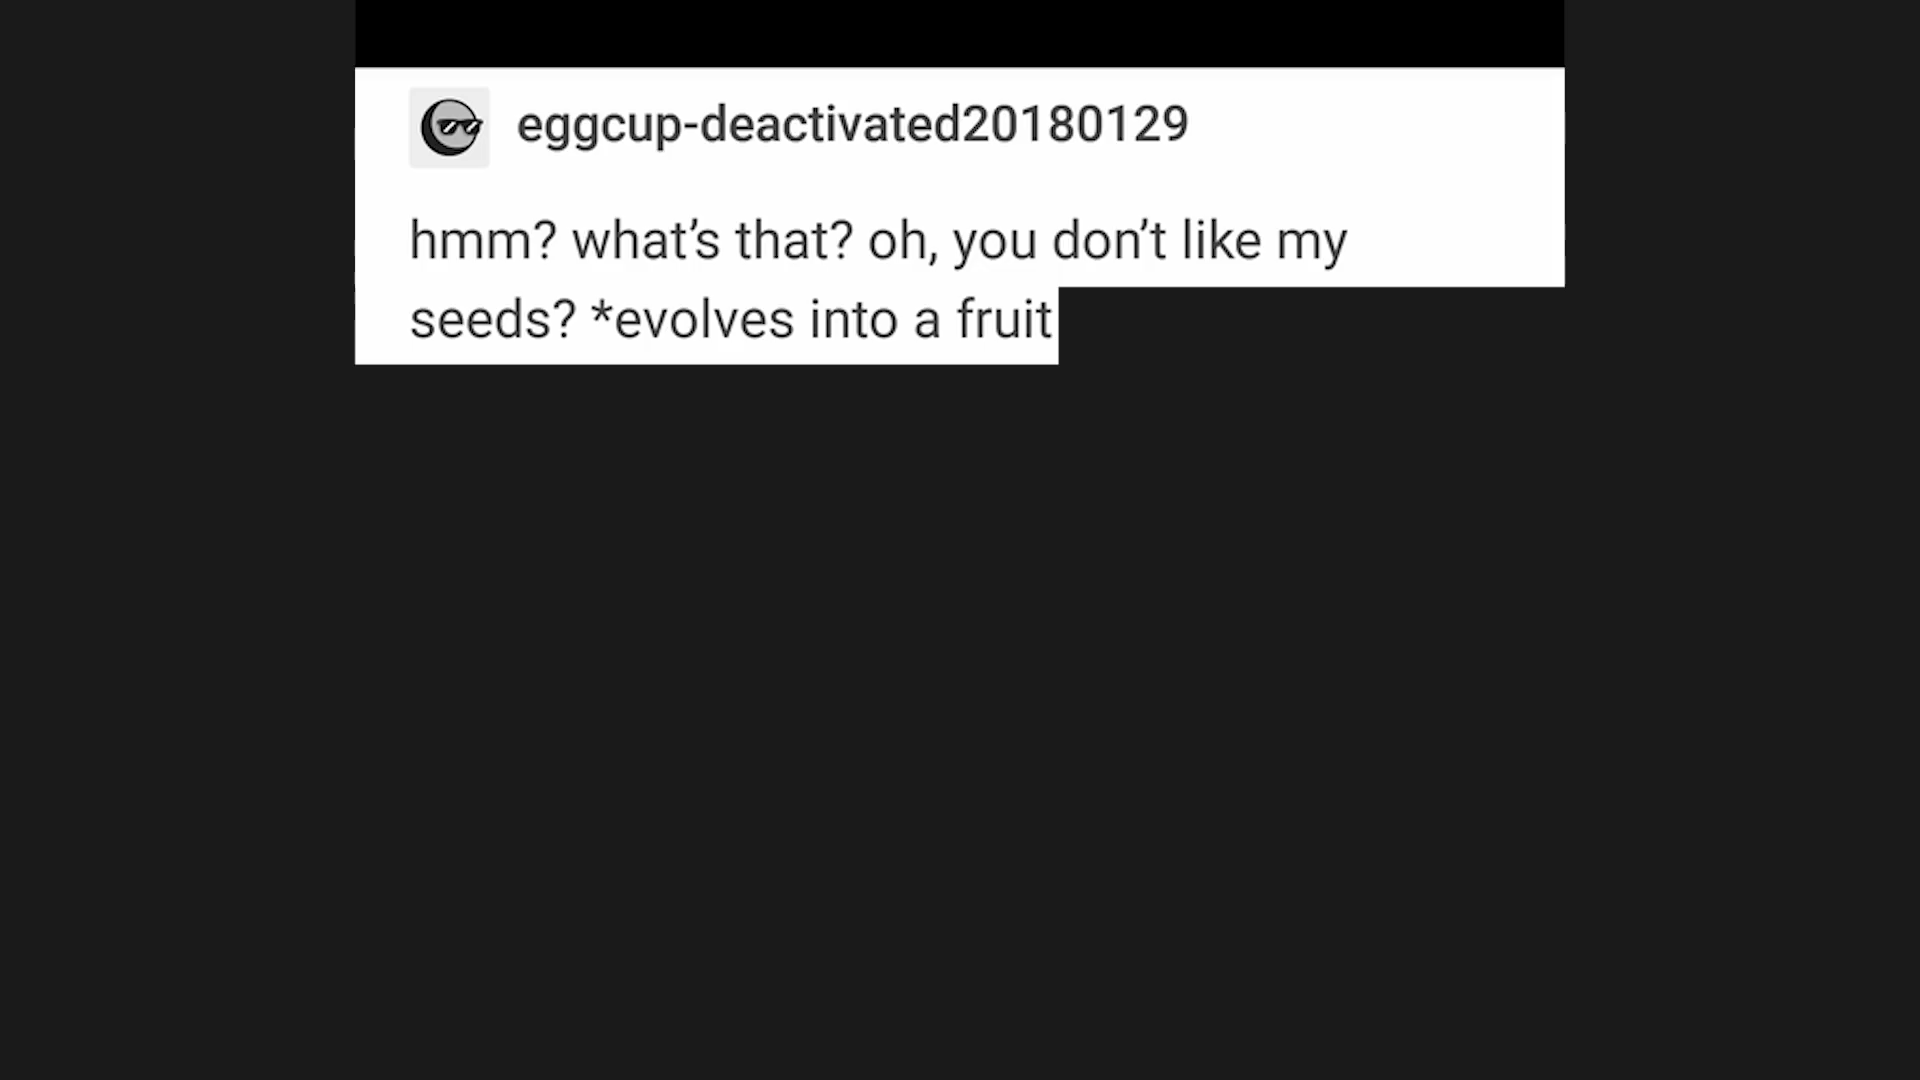 eggcup-deactivated20180129
hmm? what’s that? oh, you don’t like my
seeds? *evolves into a fruit